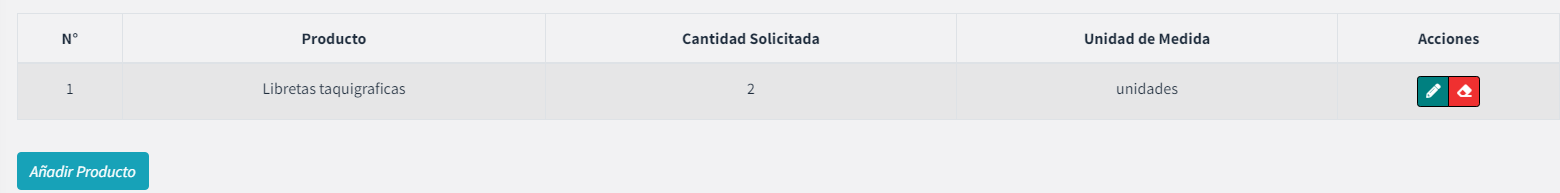 N° Producto Cantidad Solicitada Unidad de Medida Acciones
1 Libretas taquigraficas 2 unidades
Añadir Producto